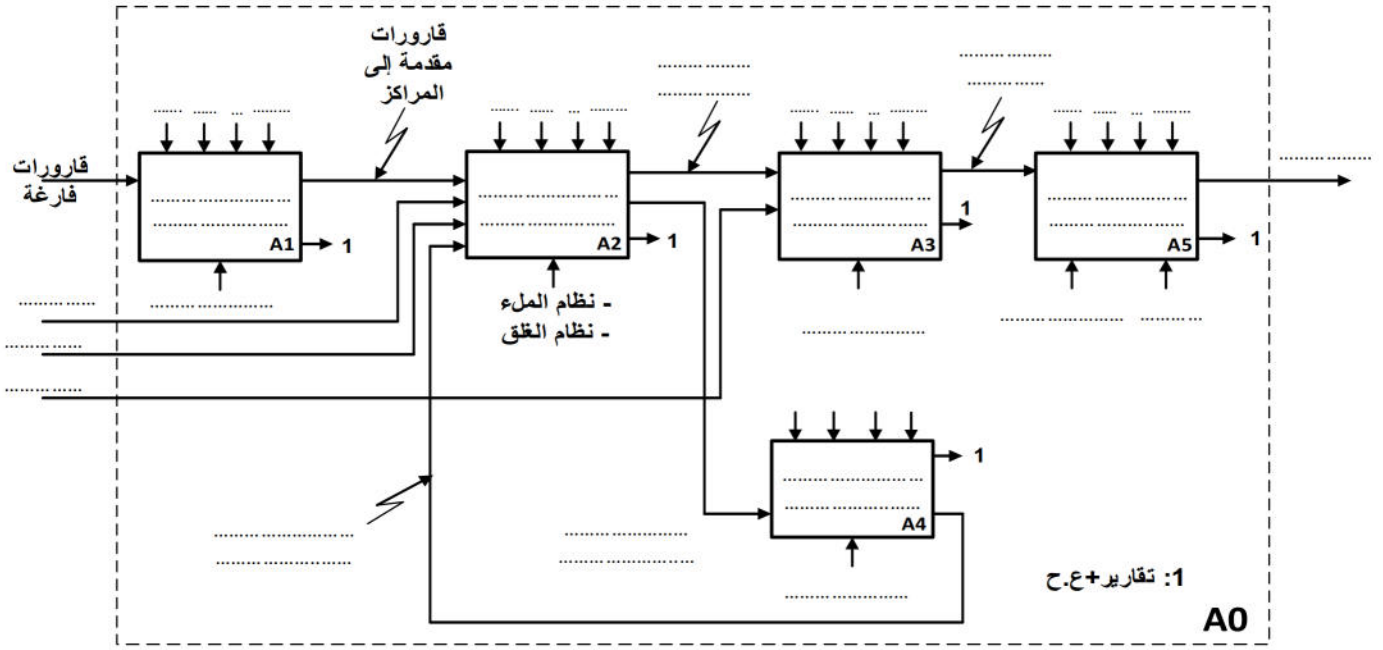 قارورات
مقدمة إلى
المراكز
قارورات
فارغة
A1
1
A2
1
A3
1
A5
1
- نظام الملء
- نظام الغلق
A4
1
1: تقارير+ع.ح
A0